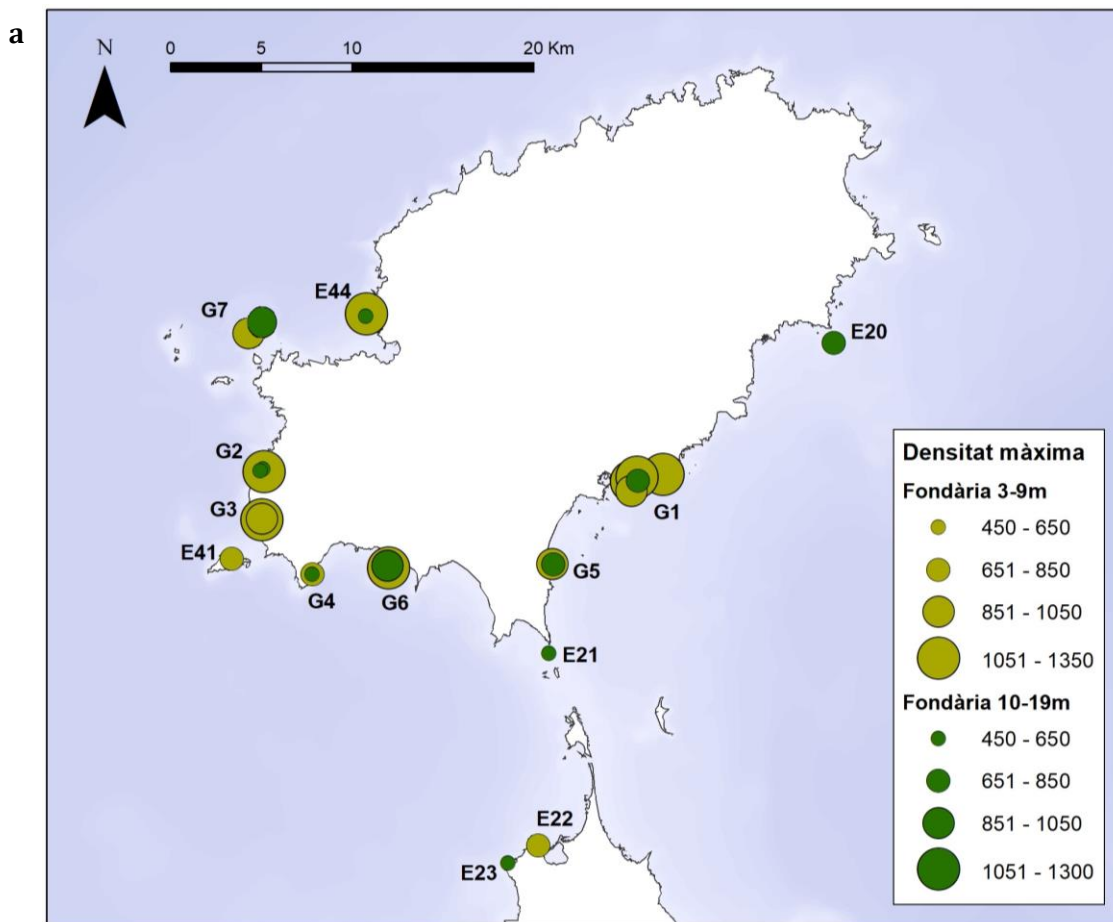 a
N
0 5 10 20 Km
E44
G7
E20
G2
G3
G1
E41
G4
G6
G5
E21
E22
E23
Densitat màxima
Fondària 3-9m
450 - 650
651 - 850
851 - 1050
1051 - 1350
Fondària 10-19m
450 - 650
651 - 850
851 - 1050
1051 - 1300